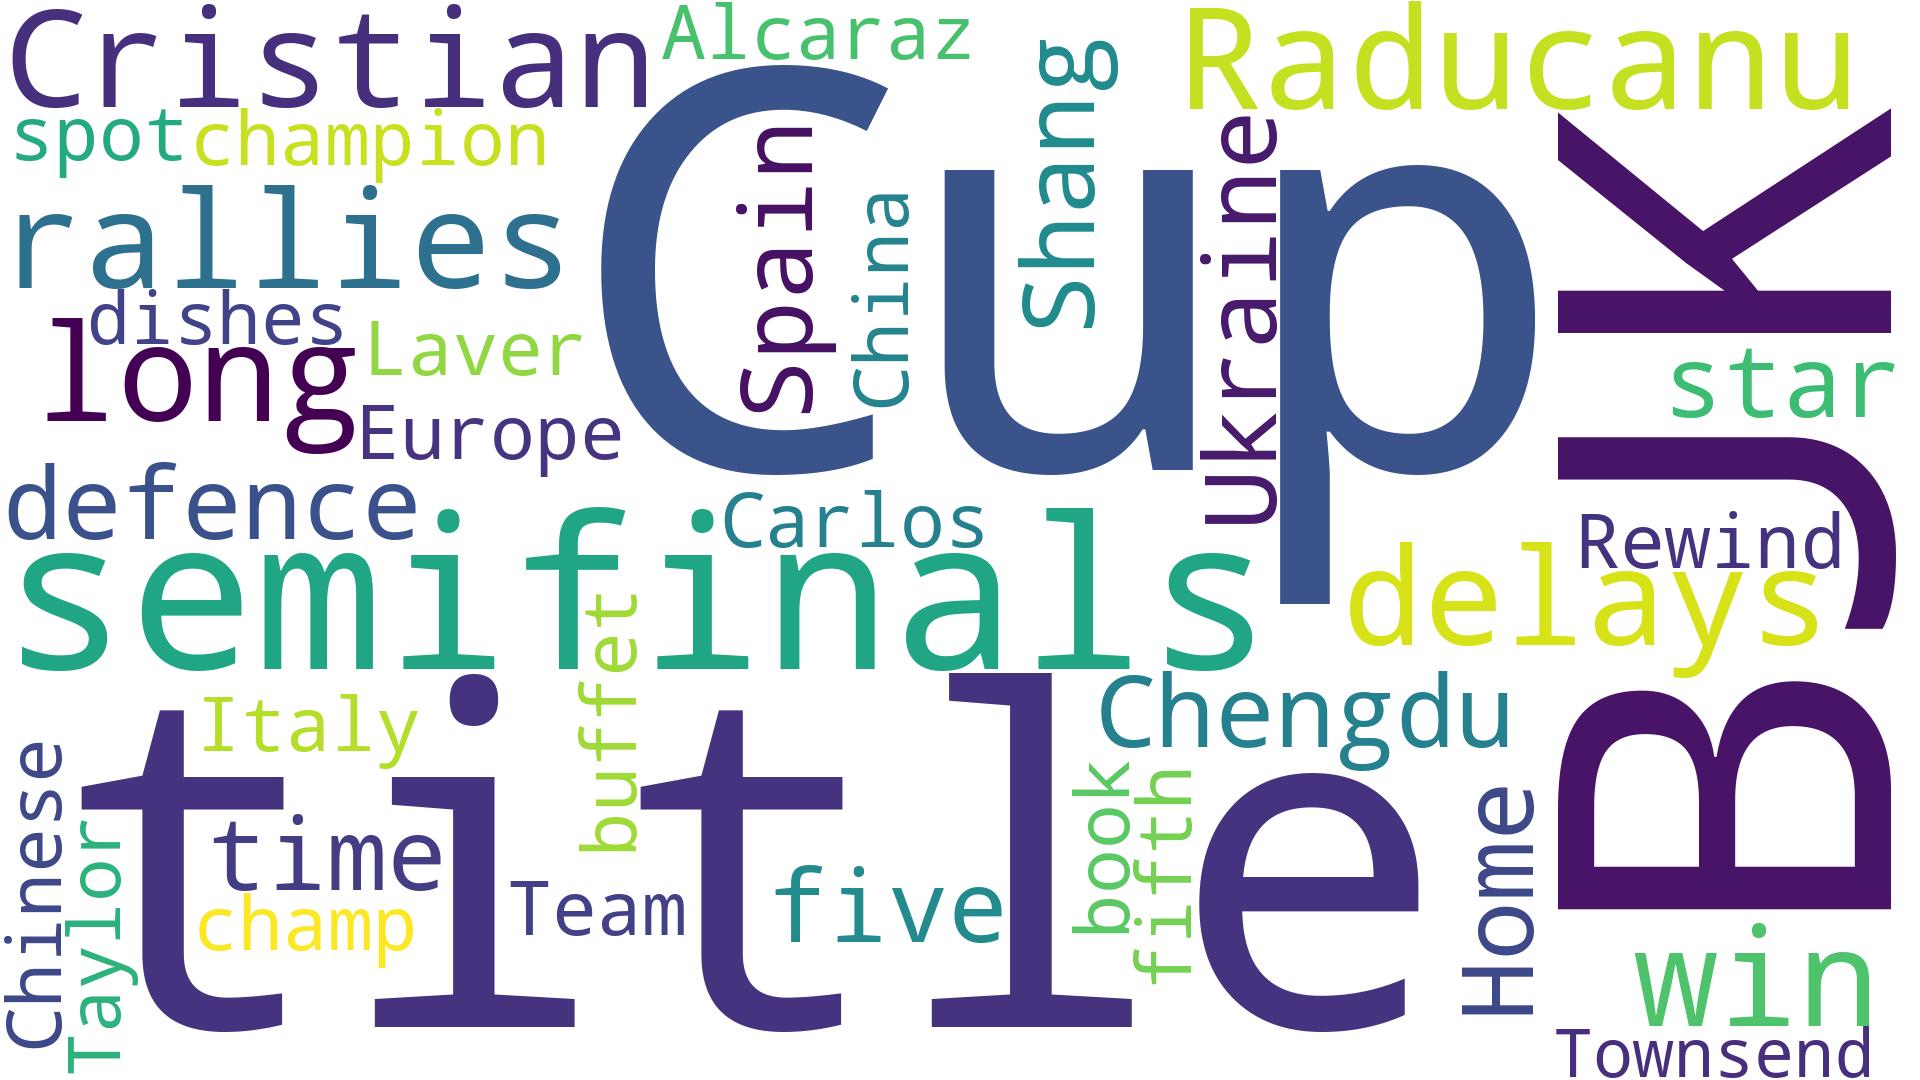 Cristian
Alcaraz
Raducanu
Shang
spot
champion
Cup
Spain
China
Ukraine
BJK
rallies
dishes
long
Laver
Europe
star
defence
Carlos
Rewind
semifinals
delays
buffet
title
Italy
Chengdu
Chinese
Taylor
time
champ
Team
five
book
fifth
Home
win
Townsend